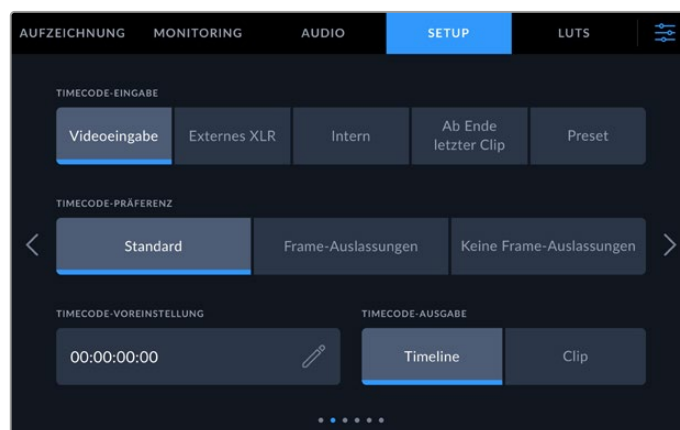 AUFZEICHNUNG MONITORING AUDIO SETUP LUTS
TIMECODE-EINGABE
Videoeingabe Externes XLR Intern Ab Ende letzter Clip Preset
TIMECODE-PRÄFERENZ
Standard Frame-Auslassungen Keine Frame-Auslassungen
TIMECODE-VOREINSTELLUNG TIMECODE-AUSGABE
00:00:00:00 Timeline Clip